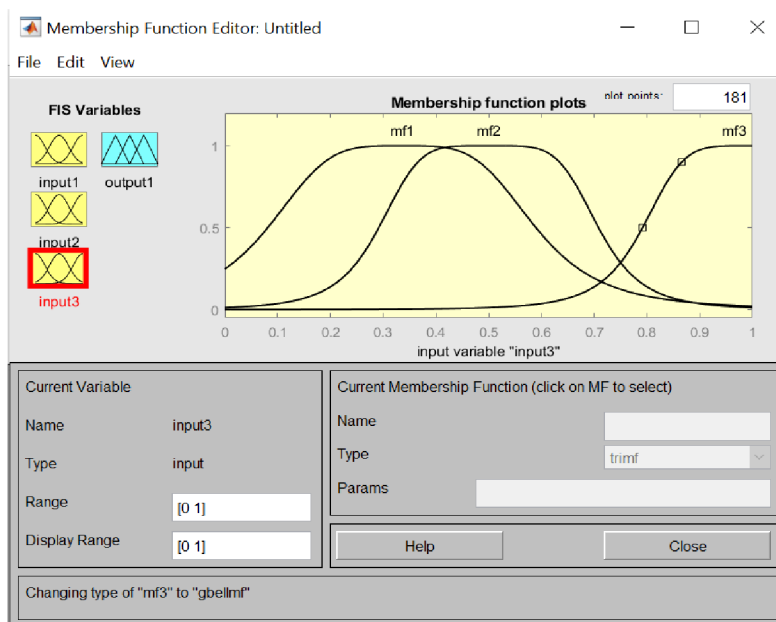 Membership Function Editor: Untitled
File Edit View
FIS Variables
Membership function plots
plot points:
181
mf1
mf2
mf3
1
0.5
0
0 0.1 0.2 0.3 0.4 0.5 0.6 0.7 0.8 0.9 1
input variable "input3"
input1
output1
input2
input3
Current Variable
Name input3
Type input
Range [0 1]
Display Range [0 1]
Current Membership Function (click on MF to select)
Name
Type trimf
Params
Help
Close
Changing type of "mf3" to "gbellmf"